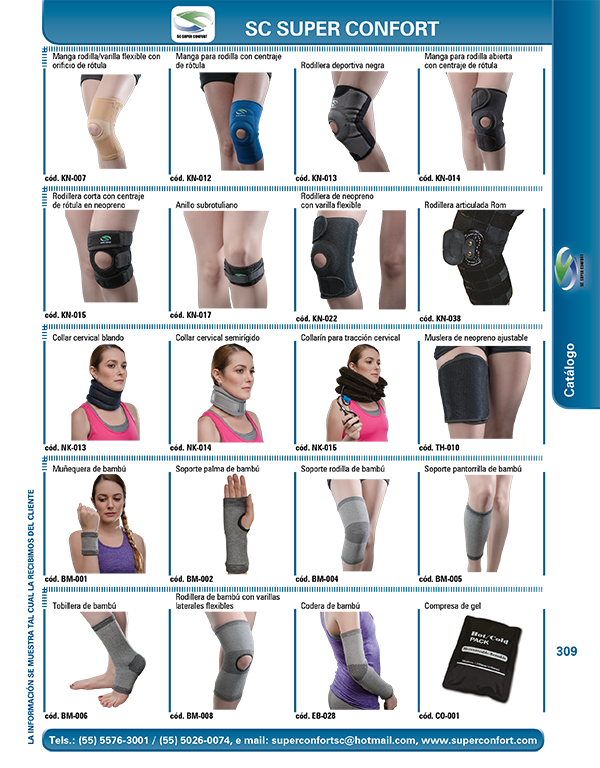 SC SUPER CONFORT
SC SUPER CONFORT
Manga rodilla/varilla flexible con
orificio de rótula
cód. KN-007
Manga para rodilla con centraje
de rótula
cód. KN-012
Rodillera deportiva negra
cód. KN-013
Manga para rodilla abierta
con centraje de rótula
cód. KN-014
Rodillera corta con centraje
de rótula en neopreno
cód. KN-015
Anillo subrotuliano
cód. KN-017
Rodillera de neopreno
con varilla flexible
cód. KN-022
Rodillera articulada Rom
cód. KN-038
Collar cervical blando
cód. NK-013
Collar cervical semirígido
cód. NK-014
Collarín para tracción cervical
cód. NK-015
Muslera de neopreno ajustable
cód. TH-010
Muñequera de bambú
cód. BM-001
Soporte palma de bambú
cód. BM-002
Soporte rodilla de bambú
cód. BM-004
Soporte pantorrilla de bambú
cód. BM-005
Tobillera de bambú
cód. BM-006
Rodillera de bambú con varillas
laterales flexibles
cód. BM-008
Codera de bambú
cód. EB-028
Compresa de gel
Hot/Cold
PACK
cód. CO-001
SC SUPER CONFORT
Catálogo
309
LA INFORMACIÓN SE MUESTRA TAL CUAL LA RECIBIMOS DEL CLIENTE
Tels.: (55) 5576-3001 / (55) 5026-0074, e mail: superconfortsc@hotmail.com, www.superconfort.com